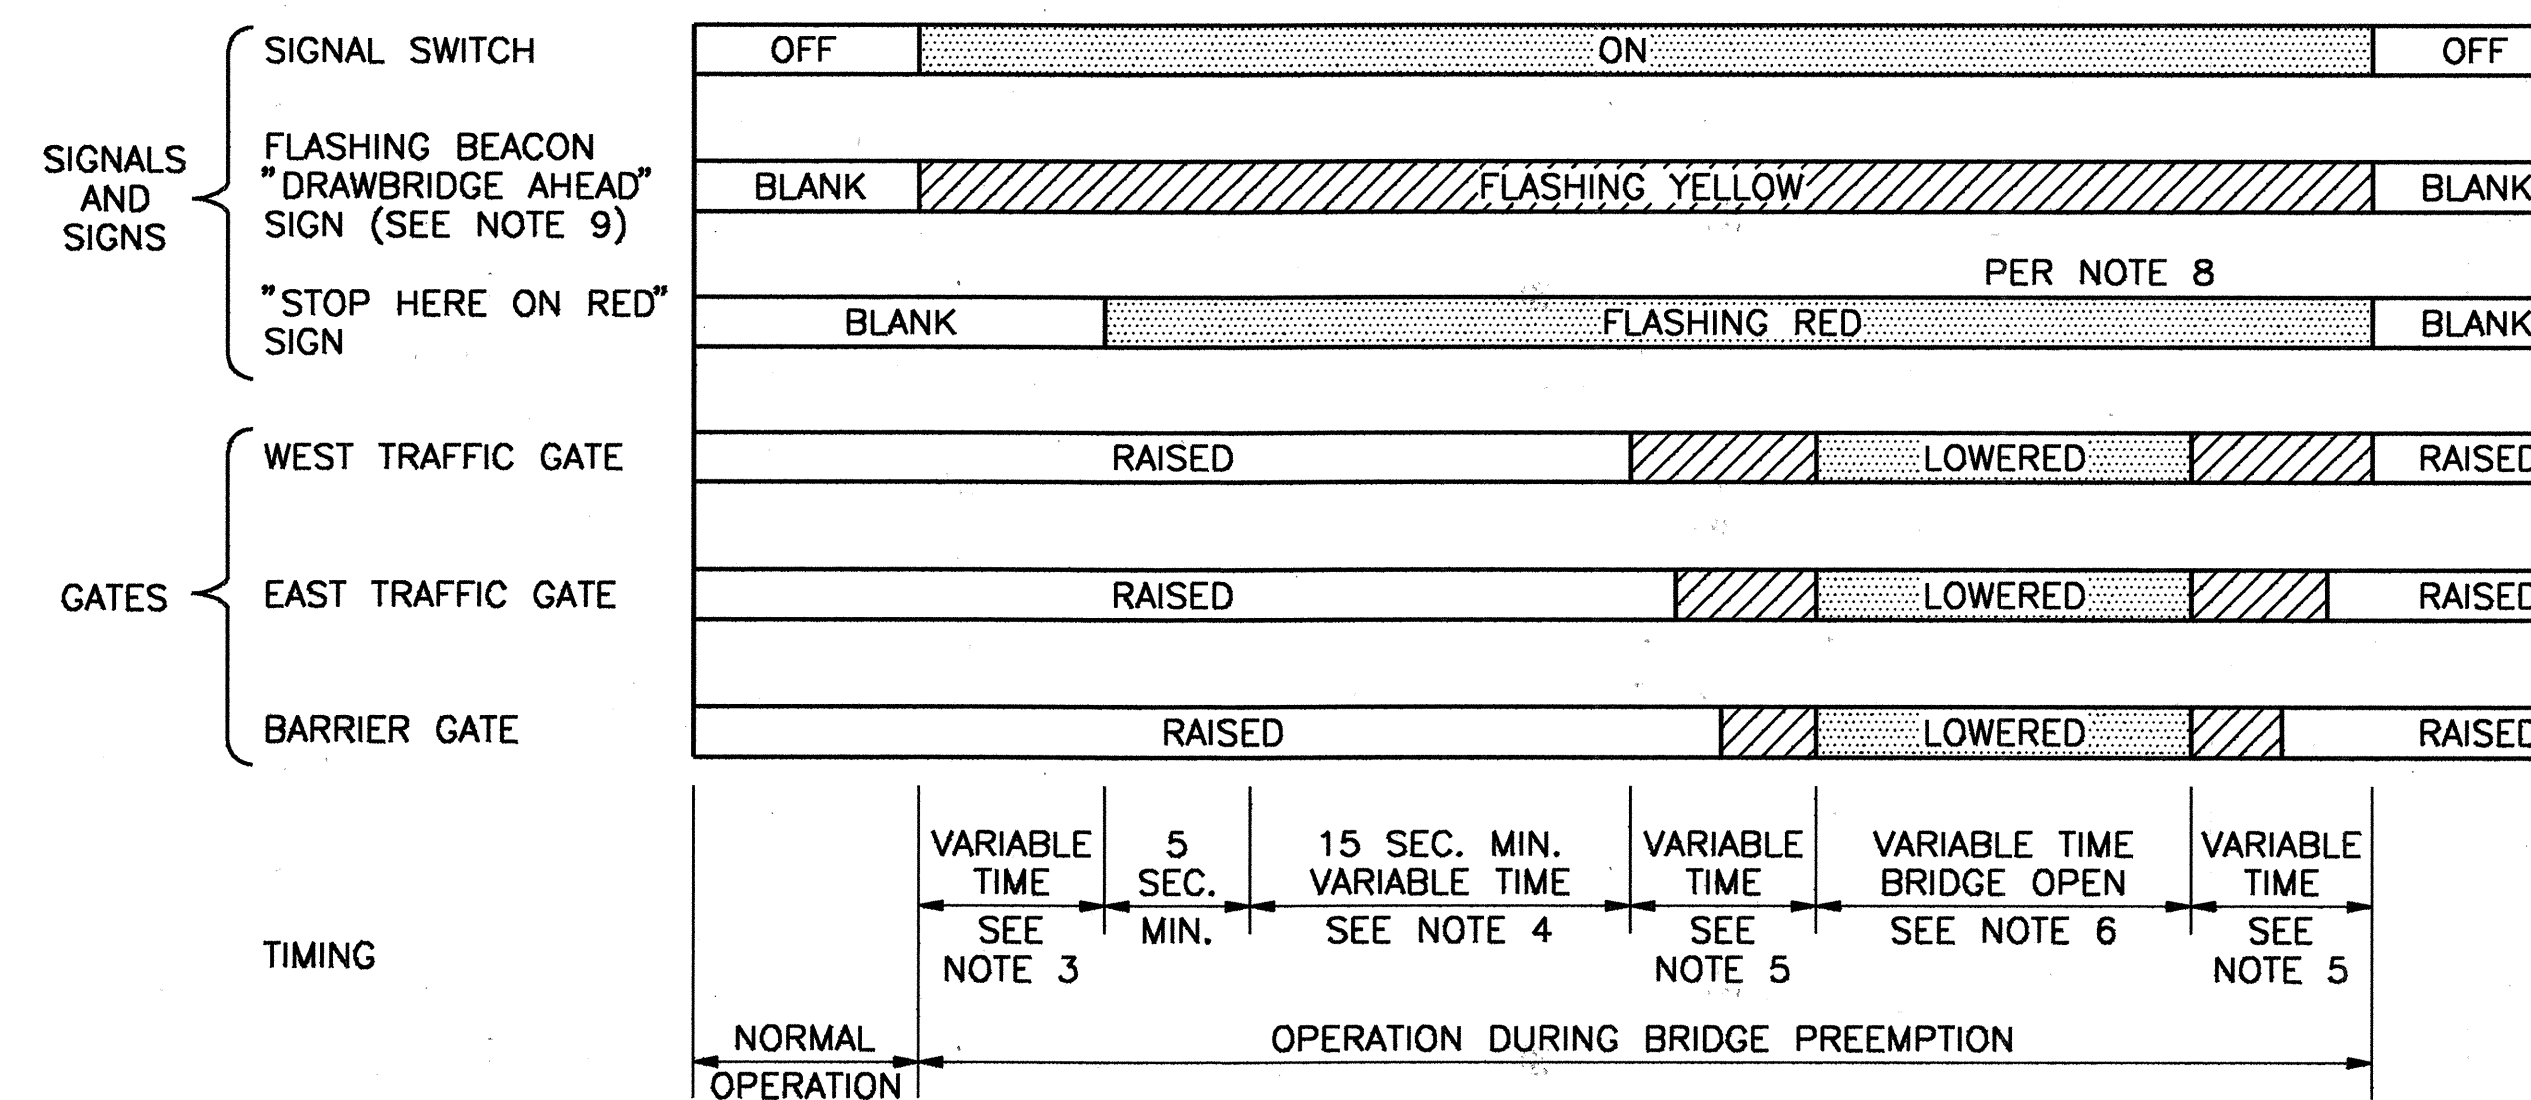 SIGNALS
AND
SIGNS
SIGNAL SWITCH
OFF
ON
OFF
FLASHING BEACON
"DRAWBRIDGE AHEAD"
SIGN (SEE NOTE 9)
BLANK
FLASHING YELLOW
BLANK
PER NOTE 8
"STOP HERE ON RED"
SIGN
BLANK
FLASHING RED
BLANK
GATES
WEST TRAFFIC GATE
RAISED
LOWERED
RAISED
EAST TRAFFIC GATE
RAISED
LOWERED
RAISED
BARRIER GATE
RAISED
LOWERED
RAISED
TIMING
VARIABLE
TIME
SEE
NOTE 3
5
SEC.
MIN.
15 SEC. MIN.
VARIABLE TIME
SEE NOTE 4
VARIABLE
TIME
SEE
NOTE 5
VARIABLE TIME
BRIDGE OPEN
SEE NOTE 6
VARIABLE
TIME
SEE
NOTE 5
NORMAL
OPERATION
OPERATION DURING BRIDGE PREEMPTION